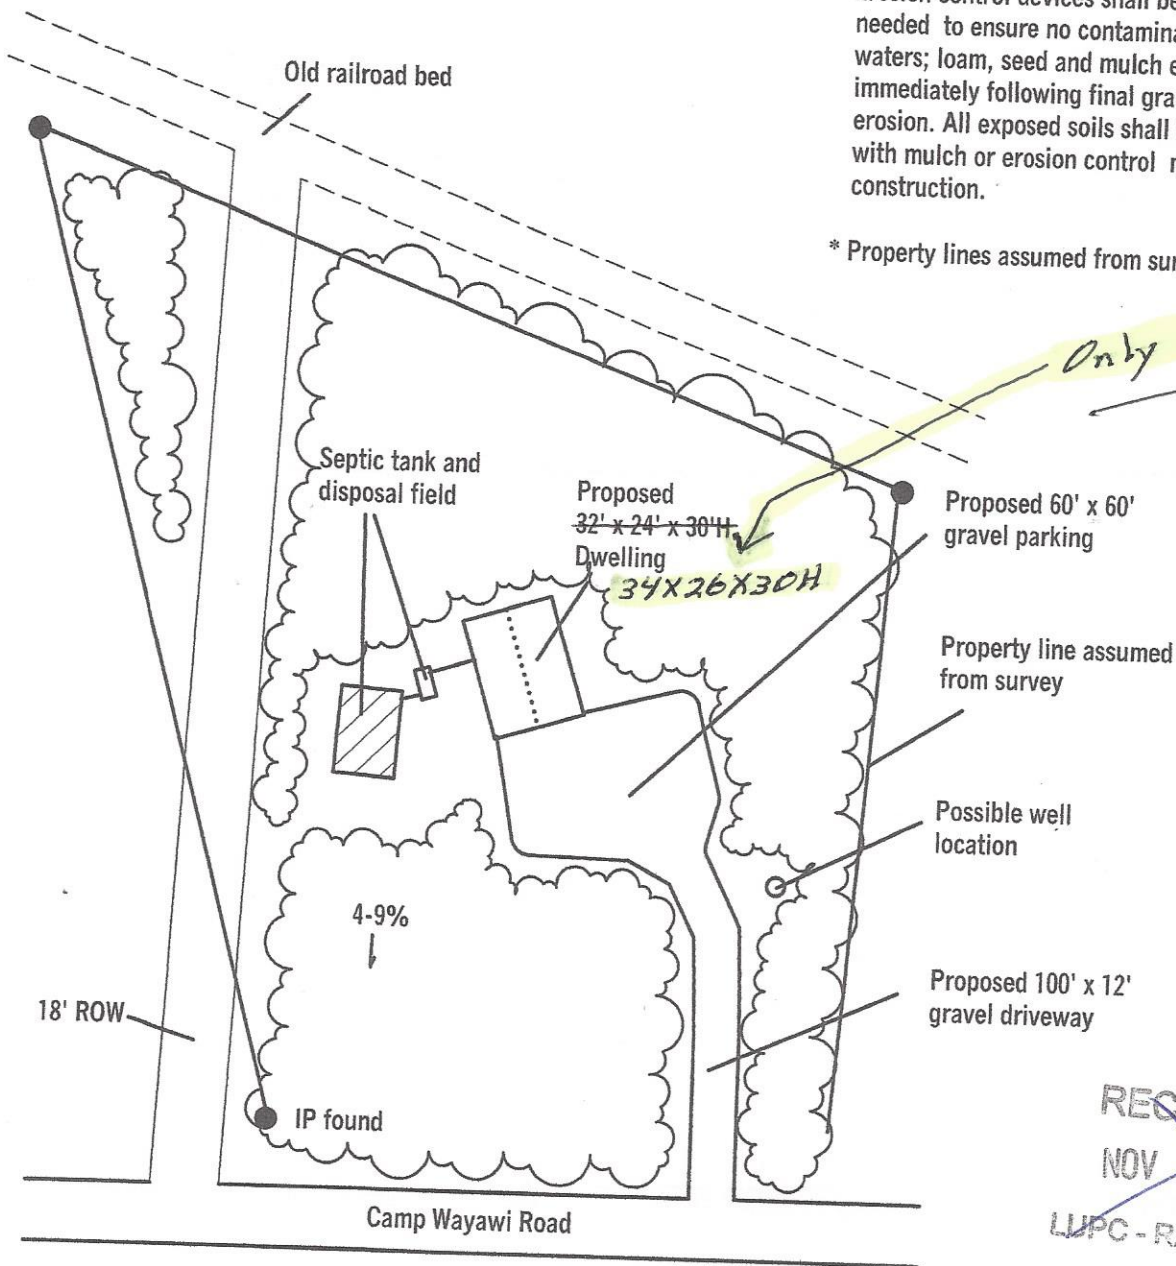 needed to ensure no
waters; loam, seed and mulch
immediately following final
erosion. All exposed soils shall
with mulch or erosion control
construction.
* Property lines assumed from
Old railroad bed
Only
Septic tank and
disposal field
Proposed
32' x 24' x 30'H
Dwelling
34X26X30H
Proposed 60' x 60'
gravel parking
Property line assumed
from survey
Possible well
location
4-9%
Proposed 100' x 12'
gravel driveway
18' ROW
IP found
Camp Wayawi Road
NOV
LUPC -